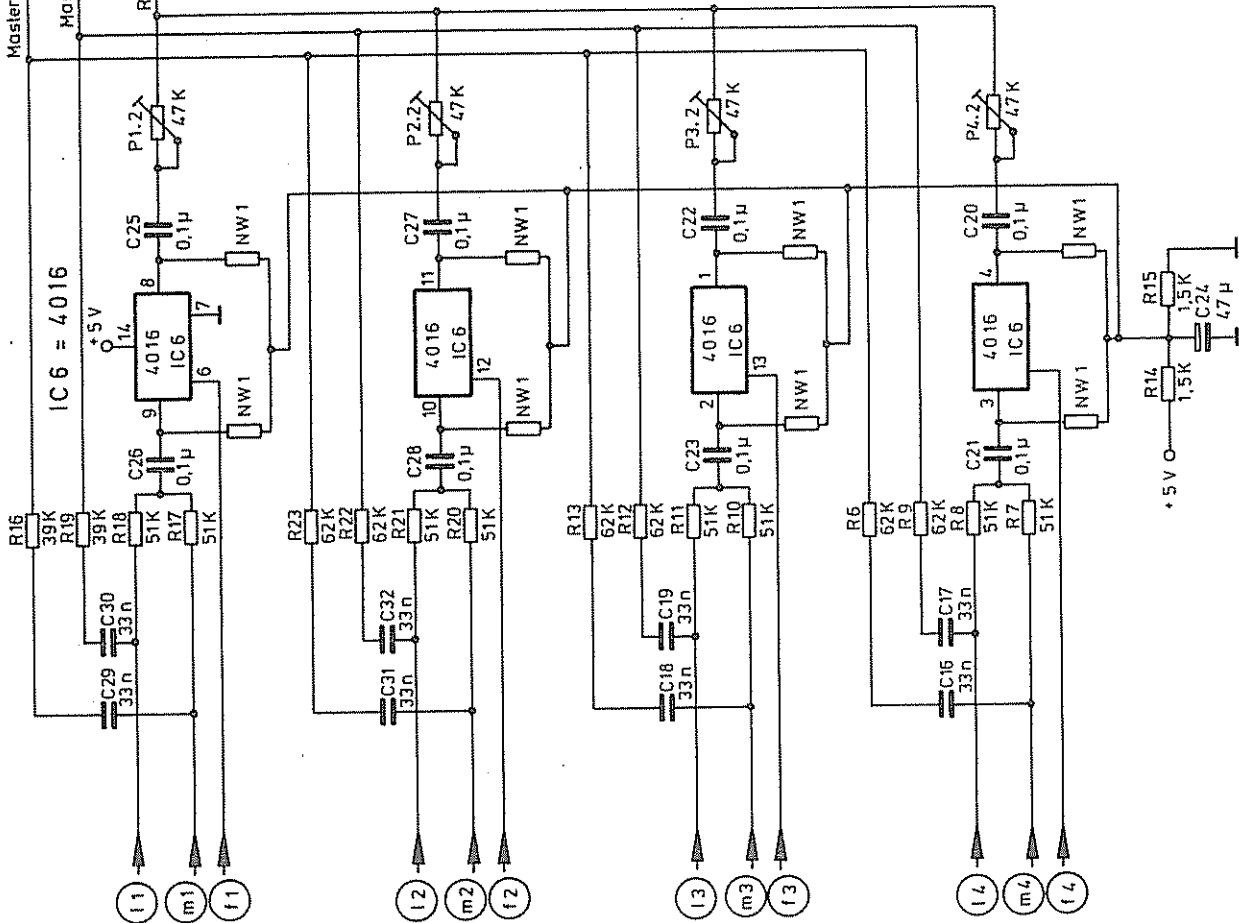 Master
Ma
R
IC 6 = 4016
R16
39K
R19
39K
R18
51K
R17
51K
C30
33n
C29
33n
C26
0,1µ
+5V
14
9
8
4016
IC 6
6
7
C25
0,1µ
P1.2
47K
NW1
NW1
l1
m1
f1
R23
62K
R22
62K
R21
51K
R20
51K
C32
33n
C31
33n
C28
0,1µ
10
11
4016
IC 6
12
C27
0,1µ
P2.2
47K
NW1
NW1
l2
m2
f2
R13
62K
R12
62K
R11
51K
R10
51K
C19
33n
C18
33n
C23
0,1µ
2
1
4016
IC 6
13
C22
0,1µ
P3.2
47K
NW1
NW1
l3
m3
f3
R6
62K
R9
62K
R8
51K
R7
51K
C17
33n
C16
33n
C21
0,1µ
3
4
4016
IC 6
C20
0,1µ
P4.2
47K
NW1
NW1
l4
m4
f4
+5V
R14
1,5K
R15
1,5K
C24
47µ